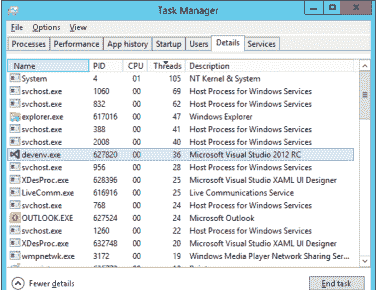 Task Manager
File Options View
Processes Performance App history Startup Users Details Services
Name PID CPU Threads Description
System 4 01 105 NT Kernel & System
svchost.exe 1060 00 69 Host Process for Windows Services
svchost.exe 832 00 62 Host Process for Windows Services
explorer.exe 617016 00 47 Windows Explorer
svchost.exe 388 00 41 Host Process for Windows Services
svchost.exe 2008 00 40 Host Process for Windows Services
devenv.exe 627820 00 36 Microsoft Visual Studio 2012 RC
svchost.exe 956 00 28 Host Process for Windows Services
XDesProc.exe 628396 00 25 Microsoft Visual Studio XAML UI Designer
LiveComm.exe 616916 00 25 Live Communications Service
svchost.exe 768 00 24 Host Process for Windows Services
OUTLOOK.EXE 627524 00 24 Microsoft Outlook
svchost.exe 1260 00 22 Host Process for Windows Services
XDesProc.exe 632748 00 20 Microsoft Visual Studio XAML UI Designer
wmpnetwk.exe 3172 00 19 Windows Media Player Network Sharing Ser...
Fewer details End task